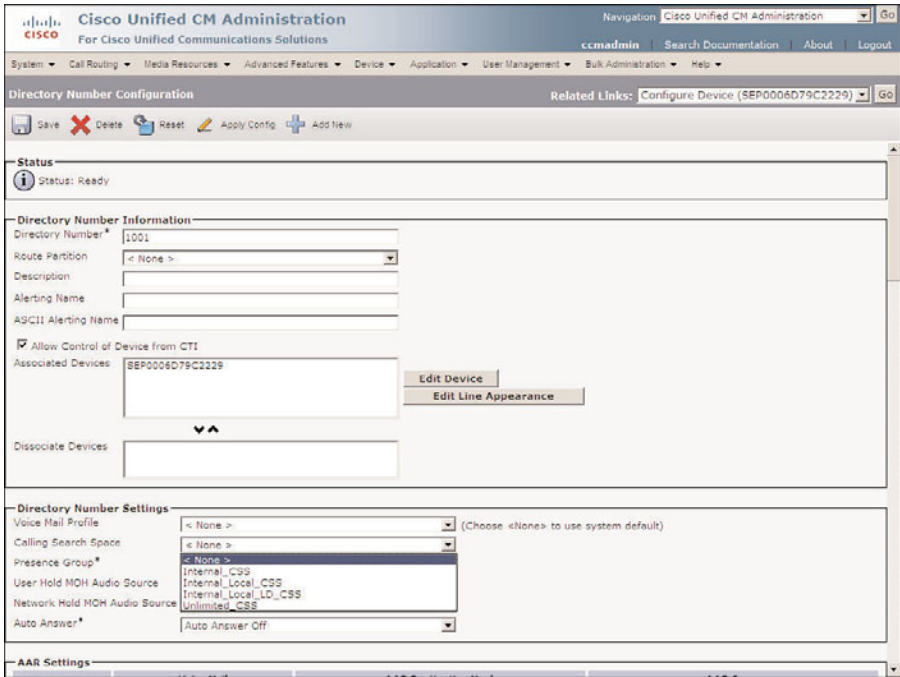 Cisco Unified CM Administration
For Cisco Unified Communications Solutions
CISCO
Navigation Cisco Unified CM Administration Go
ccmadmin Search Documentation About Logout
System Call Routing Media Resources Advanced Features Device Application User Management Bulk Administration Help
Directory Number Configuration
Related Links: Configure Device (SEP0006D79C2229) Go
Save Delete Reset Apply Config Add New
Status
Status: Ready
Directory Number Information
Directory Number* 1001
Route Partition < None >
Description
Alerting Name
ASCII Alerting Name
Allow Control of Device from CTI
Associated Devices SEP0006D79C2229
Edit Device
Edit Line Appearance
Dissociate Devices
Directory Number Settings
Voice Mail Profile < None > (Choose <None> to use system default)
Calling Search Space < None >
Presence Group* < None >
Internal_CSS
User Hold MOH Audio Source Internal_Local_CSS
Internal_Local_LD_CSS
Network Hold MOH Audio Source Unlimited_CSS
Auto Answer* Auto Answer Off
AAR Settings